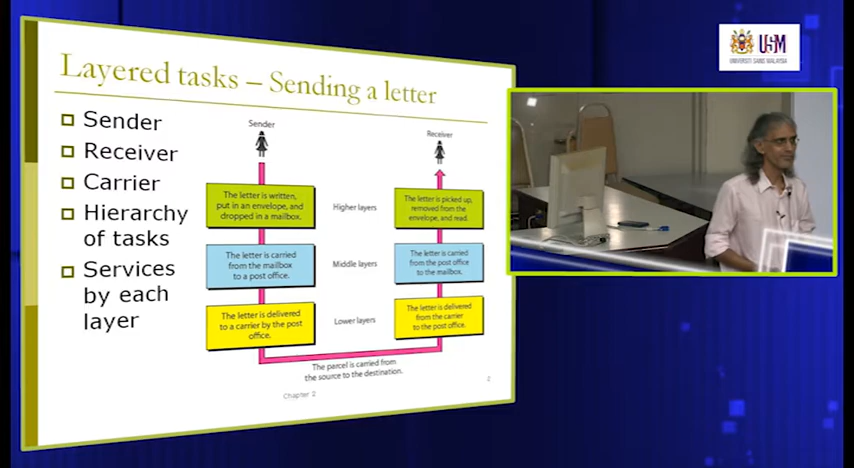 Layered tasks – Sending a letter
Sender
Receiver
Carrier
Hierarchy
of tasks
Services
by each
layer
Sender
Receiver
The letter is written,
put in an envelope, and
dropped in a mailbox.
Higher layers
The letter is picked up,
removed from the
envelope, and read.
The letter is carried
from the mailbox
to a post office.
Middle layers
The letter is carried
from the post office
to the mailbox.
The letter is delivered
to a carrier by the post
office.
Lower layers
The letter is delivered
from the carrier
to the post office.
The parcel is carried from
the source to the destination.
Chapter 2
2
USM
UNIVERSITI SAINS MALAYSIA